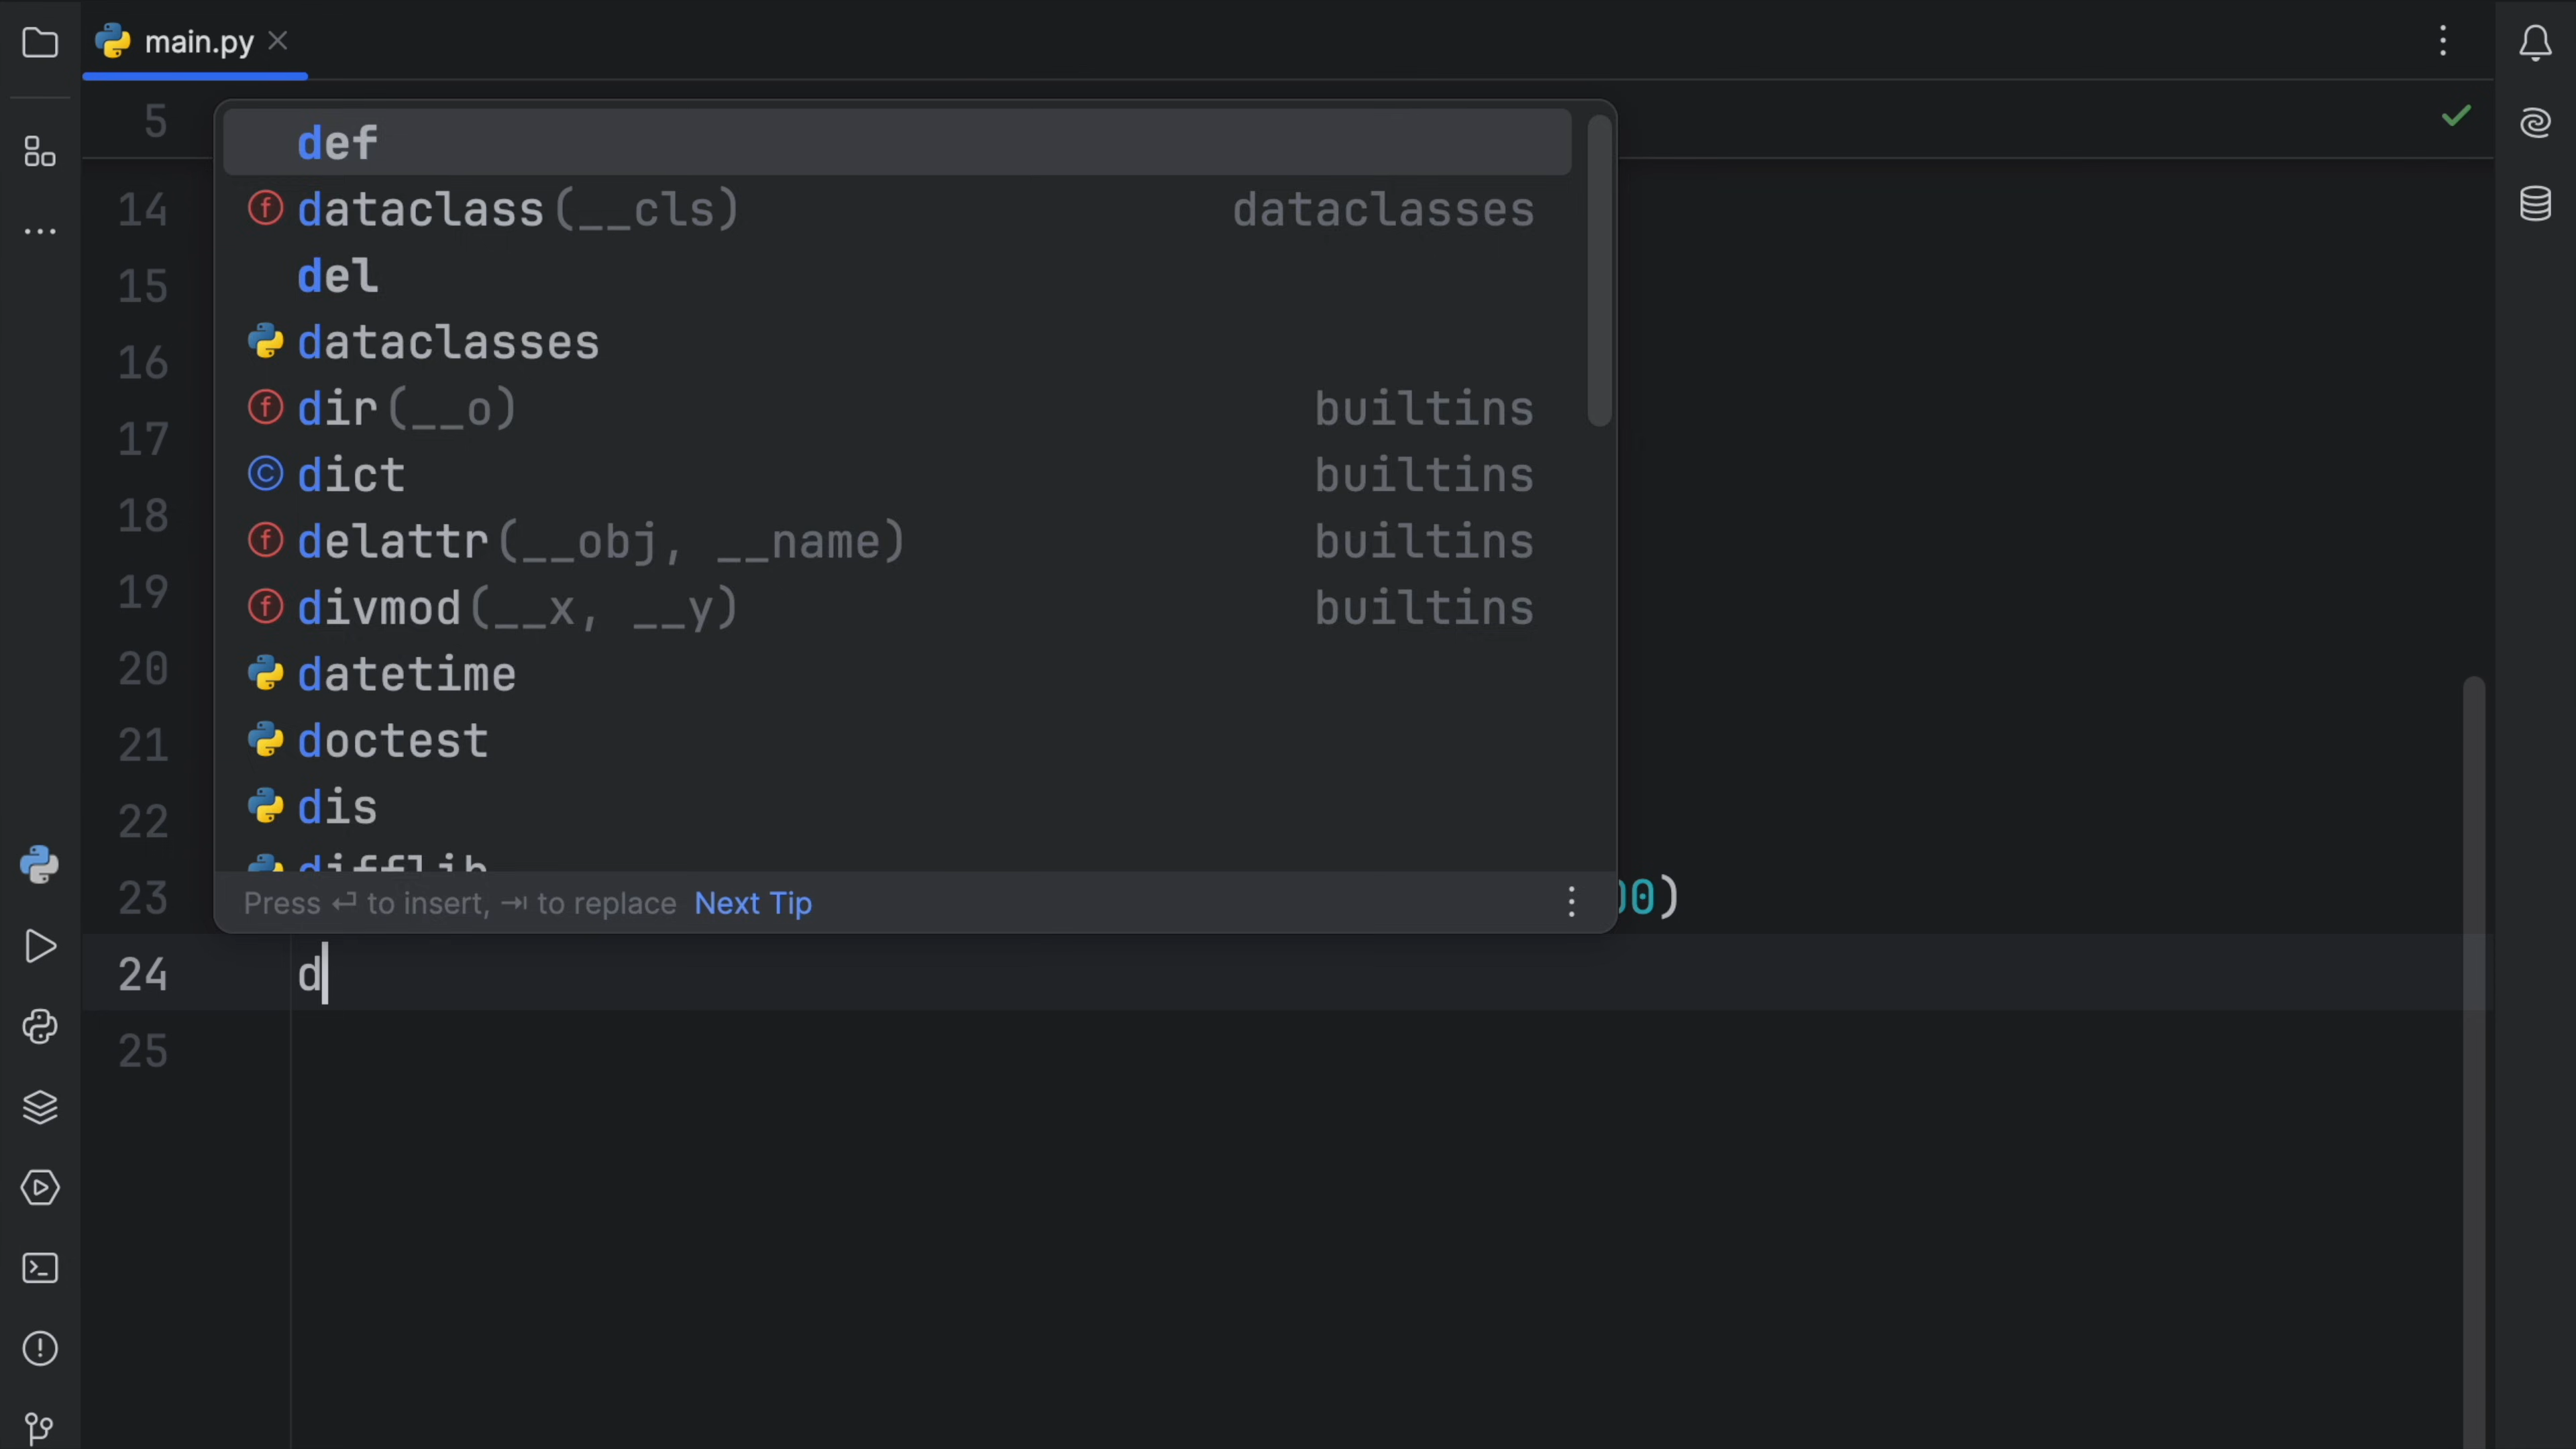 main.py
5
def
14
dataclass(__cls) dataclasses
del
15
dataclasses
16
dir(__o) builtins
17
dict builtins
18
delattr(__obj, __name) builtins
19
divmod(__x, __y) builtins
20
datetime
21
doctest
22
dis
difflib
23
Press ⏎ to insert, ⇥ to replace Next Tip
00)
24
d
25